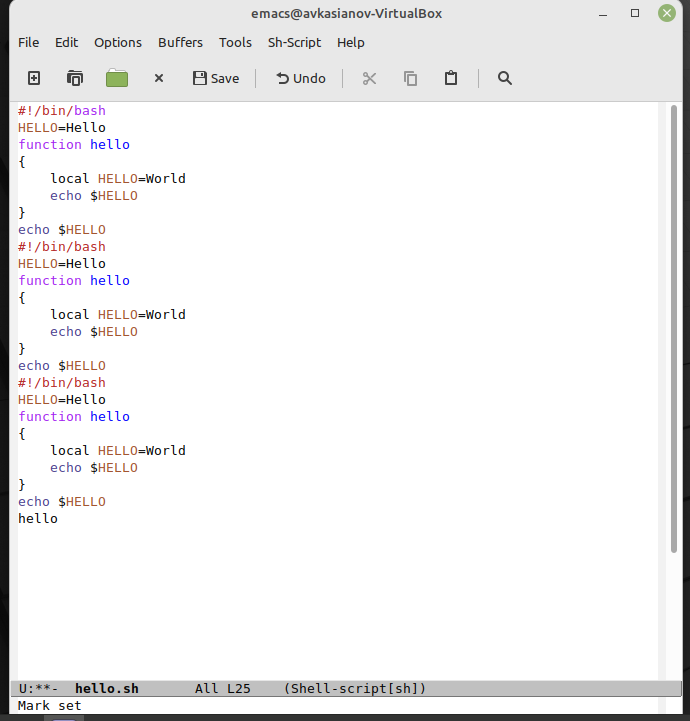 emacs@avkasianov-VirtualBox
File Edit Options Buffers Tools Sh-Script Help
Save Undo
#!/bin/bash
HELLO=Hello
function hello
{
    local HELLO=World
    echo $HELLO
}
echo $HELLO
#!/bin/bash
HELLO=Hello
function hello
{
    local HELLO=World
    echo $HELLO
}
echo $HELLO
#!/bin/bash
HELLO=Hello
function hello
{
    local HELLO=World
    echo $HELLO
}
echo $HELLO
hello
U:**-  hello.sh       All L25    (Shell-script[sh])
Mark set